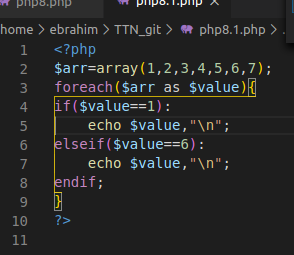 php8.php
php8.1.php ×
home > ebrahim > TTN_git > php8.1.php
1 <?php
2 $arr=array(1,2,3,4,5,6,7);
3 foreach($arr as $value){
4 if($value==1):
5 echo $value,"\n";
6 elseif($value==6):
7 echo $value,"\n";
8 endif;
9 }
10 ?>
11